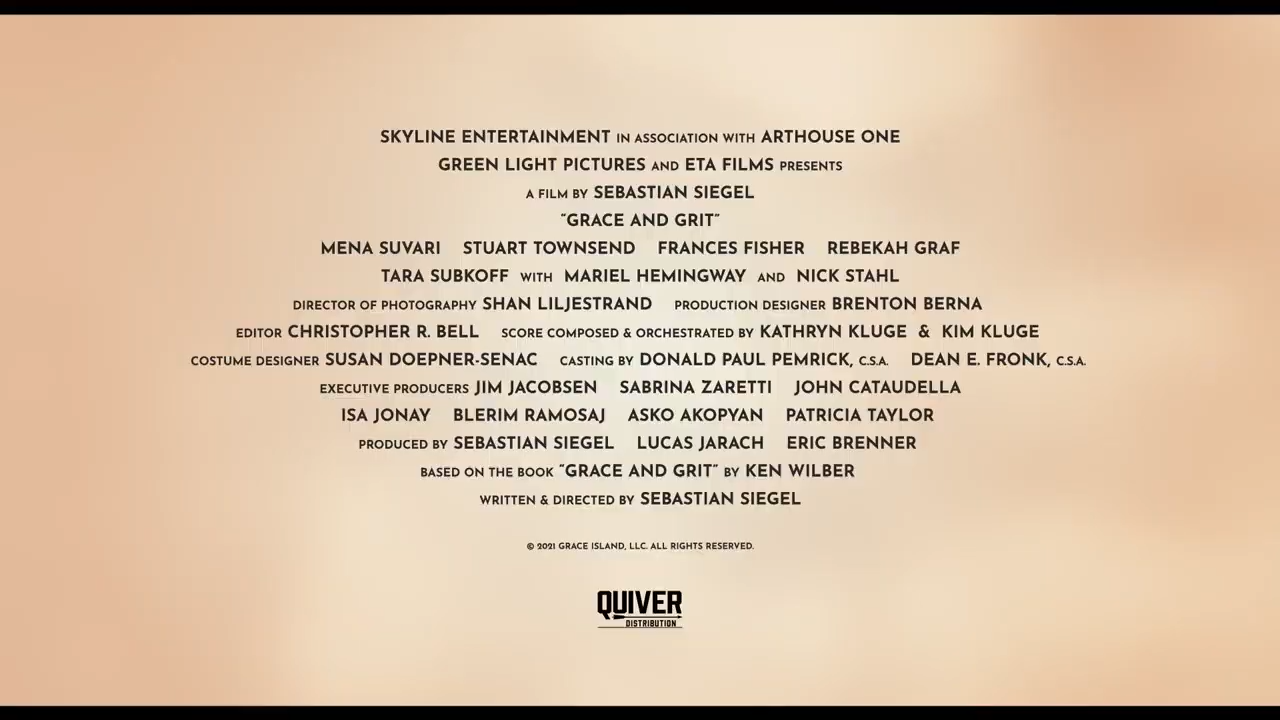 SKYLINE ENTERTAINMENT IN ASSOCIATION WITH ARTHOUSE ONE
GREEN LIGHT PICTURES AND ETA FILMS PRESENTS
A FILM BY SEBASTIAN SIEGEL
“GRACE AND GRIT”
MENA SUVARI STUART TOWNSEND FRANCES FISHER REBEKAH GRAF
TARA SUBKOFF WITH MARIEL HEMINGWAY AND NICK STAHL
DIRECTOR OF PHOTOGRAPHY SHAN LILJESTRAND PRODUCTION DESIGNER BRENTON BERNA
EDITOR CHRISTOPHER R. BELL SCORE COMPOSED & ORCHESTRATED BY KATHRYN KLUGE & KIM KLUGE
COSTUME DESIGNER SUSAN DOEPNER-SENAC CASTING BY DONALD PAUL PEMRICK, C.S.A. DEAN E. FRONK, C.S.A.
EXECUTIVE PRODUCERS JIM JACOBSEN SABRINA ZARETTI JOHN CATAUDELLA
ISA JONAY BLERIM RAMOSAJ ASKO AKOPYAN PATRICIA TAYLOR
PRODUCED BY SEBASTIAN SIEGEL LUCAS JARACH ERIC BRENNER
BASED ON THE BOOK “GRACE AND GRIT” BY KEN WILBER
WRITTEN & DIRECTED BY SEBASTIAN SIEGEL
© 2021 GRACE ISLAND, LLC. ALL RIGHTS RESERVED.
QUIVER
DISTRIBUTION